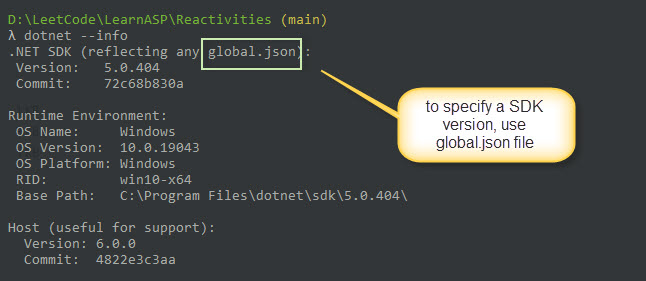 D:\LeetCode\LearnASP\Reactivities (main)
λ dotnet --info
.NET SDK (reflecting any global.json):
Version: 5.0.404
Commit: 72c68b830a
Runtime Environment:
OS Name: Windows
OS Version: 10.0.19043
OS Platform: Windows
RID: win10-x64
Base Path: C:\Program Files\dotnet\sdk\5.0.404\
Host (useful for support):
Version: 6.0.0
Commit: 4822e3c3aa
to specify a SDK
version, use
global.json file